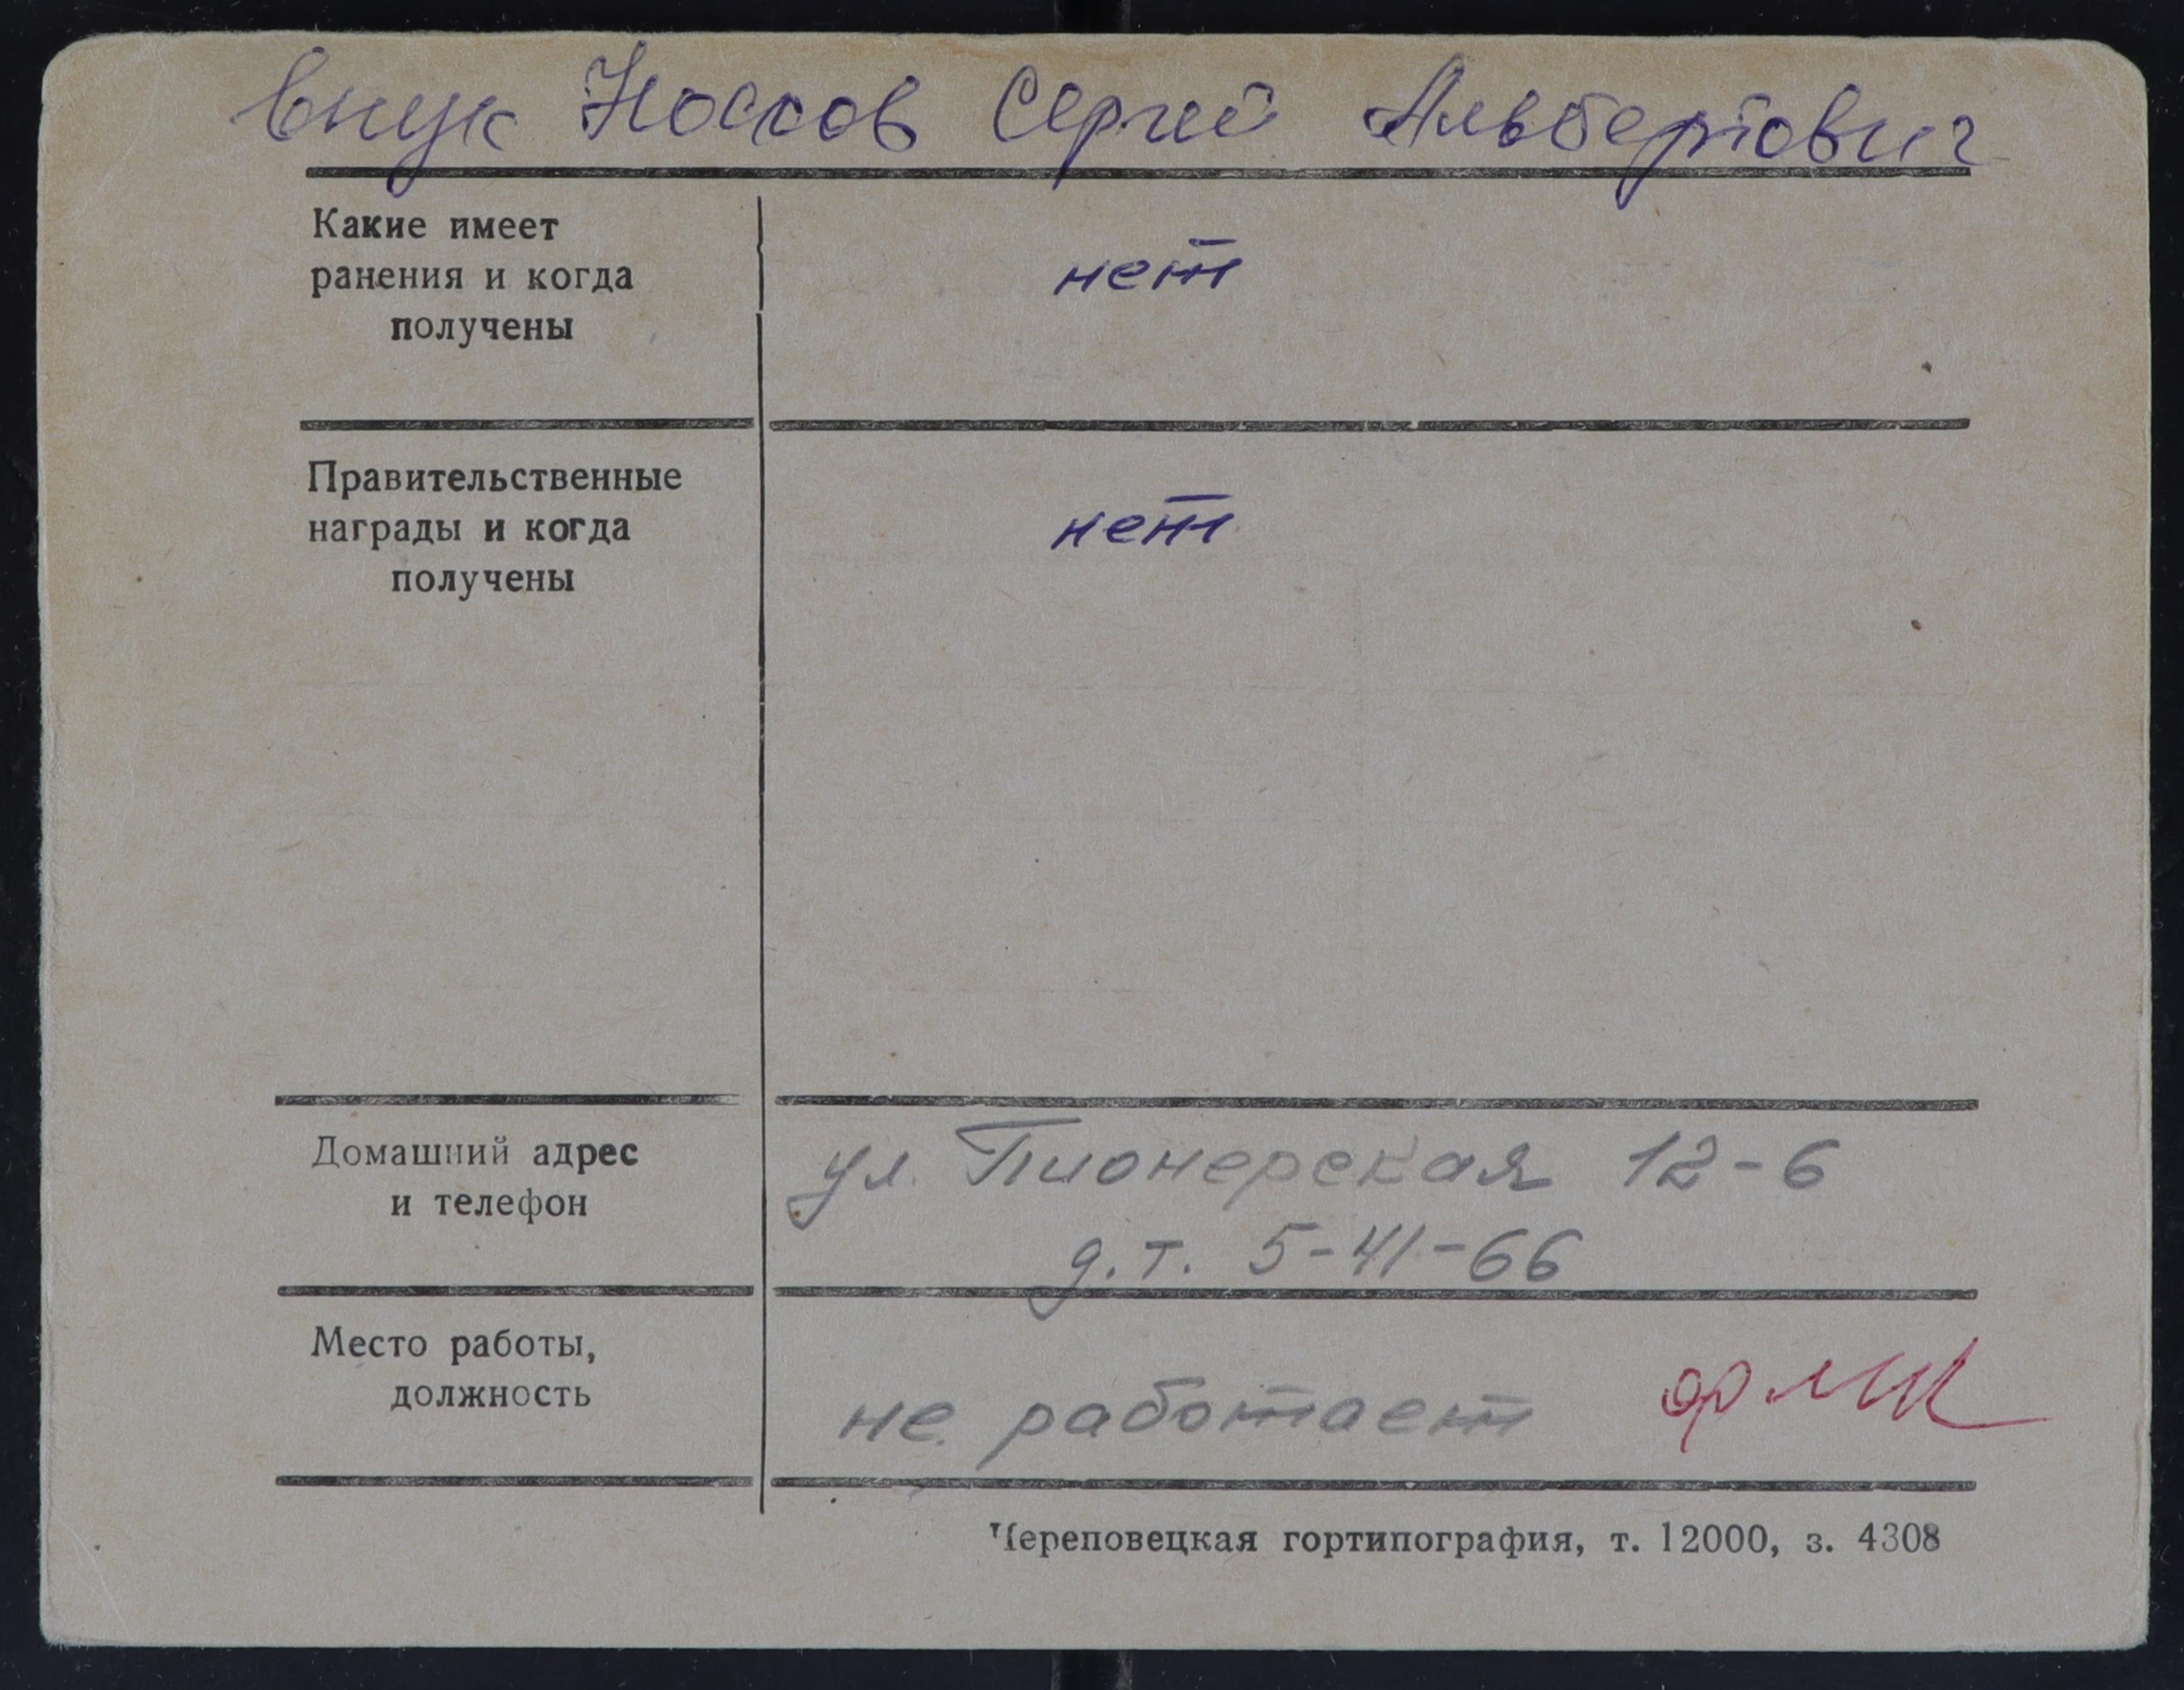 внук Носков Сергей Альбертович
Какие имеет
ранения и когда
получены
нет
Правительственные
награды и когда
получены
нет
Домашний адрес
и телефон
ул. Пионерская 12-6
д.т. 5-41-66
Место работы,
должность
не работает
Череповецкая гортипография, т. 12000, з. 4308